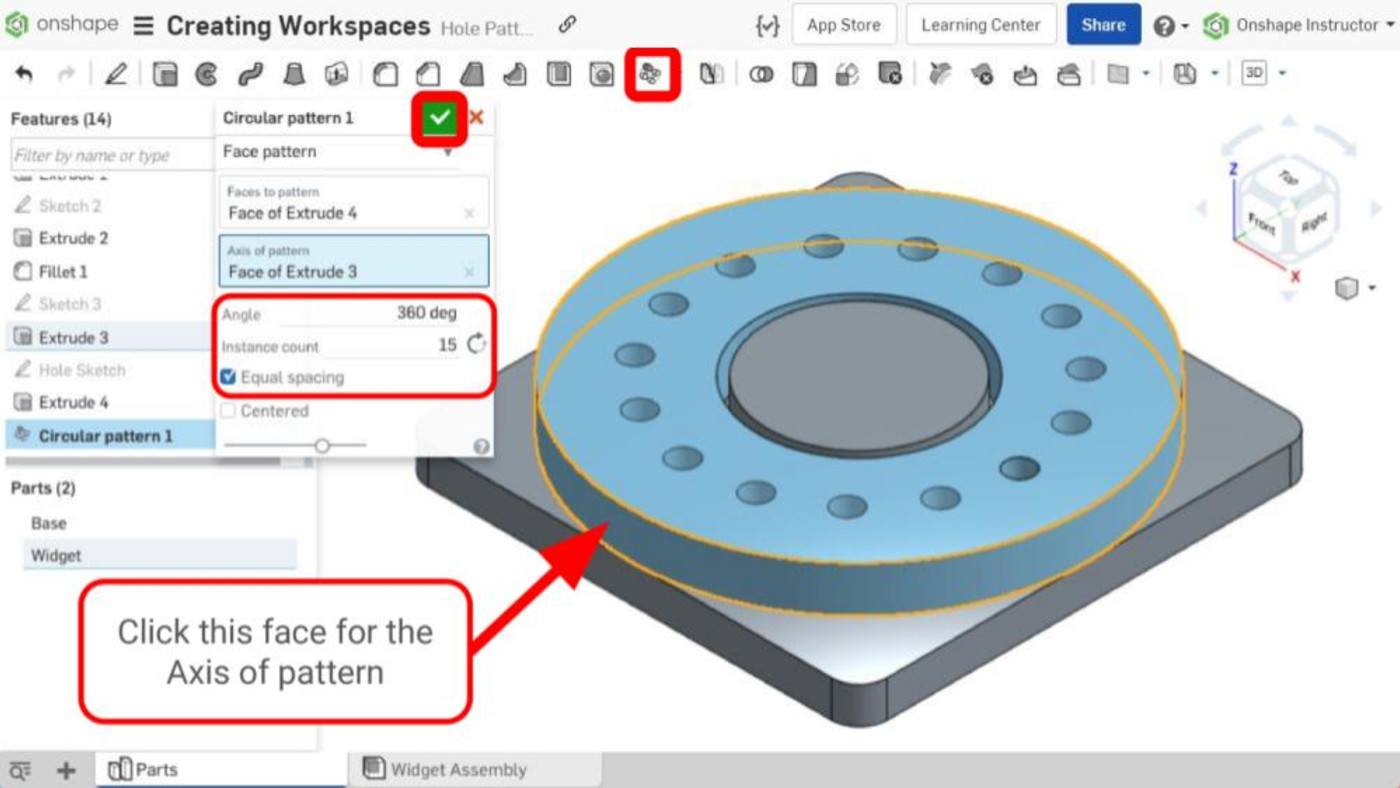 onshape Creating Workspaces Hole Patt... App Store Learning Center Share Onshape Instructor
3D
Features (14)
Filter by name or type
Sketch 2
Extrude 2
Fillet 1
Sketch 3
Extrude 3
Hole Sketch
Extrude 4
Circular pattern 1
Parts (2)
Base
Widget
Circular pattern 1
Face pattern
Faces to pattern
Face of Extrude 4
Axis of pattern
Face of Extrude 3
Angle 360 deg
Instance count 15
Equal spacing
Centered
Z
Top
Front
Right
X
Click this face for the
Axis of pattern
Parts
Widget Assembly